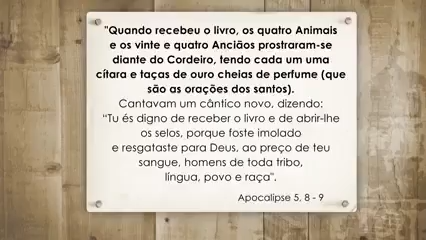 "Quando recebeu o livro, os quatro Animais
e os vinte e quatro Anciãos prostraram-se
diante do Cordeiro, tendo cada um uma
cítara e taças de ouro cheias de perfume (que
são as orações dos santos).
Cantavam um cântico novo, dizendo:
“Tu és digno de receber o livro e de abrir-lhe
os selos, porque foste imolado
e resgataste para Deus, ao preço de teu
sangue, homens de toda tribo,
língua, povo e raça".
Apocalipse 5, 8 - 9